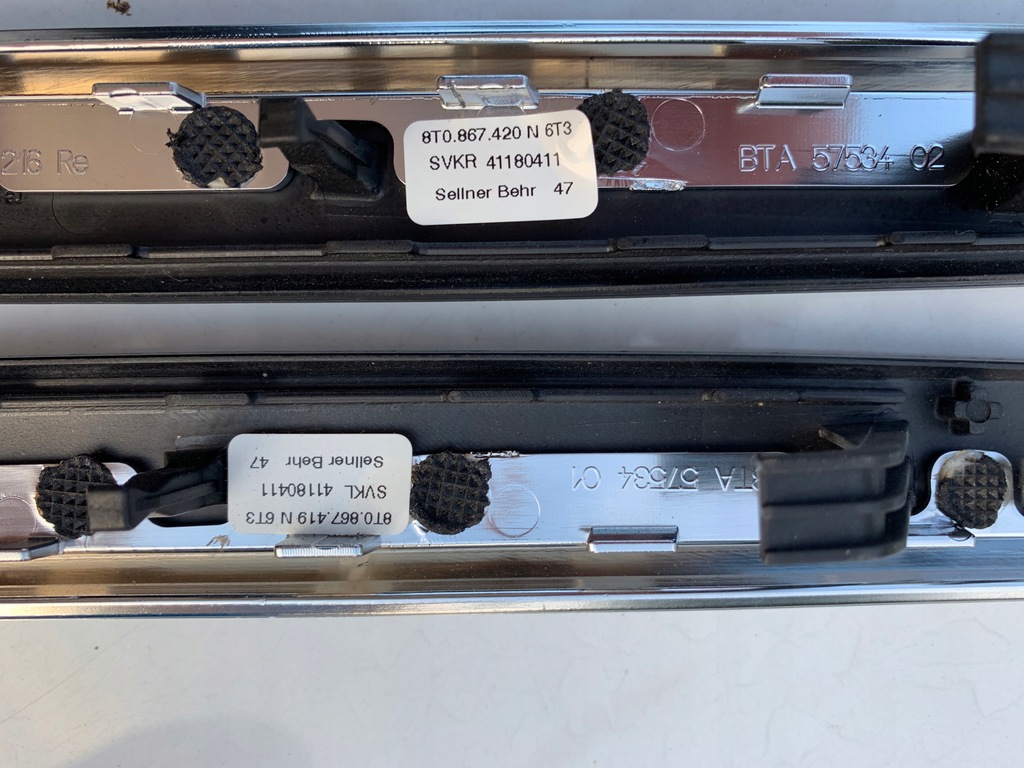 216 Re
8T0.867.420 N 6T3
SVKR 41180411
Sellner Behr 47
BTA 57534 02
8T0.867.419 N 6T3
SVKL 41180411
Sellner Behr 47
BTA 57534 01